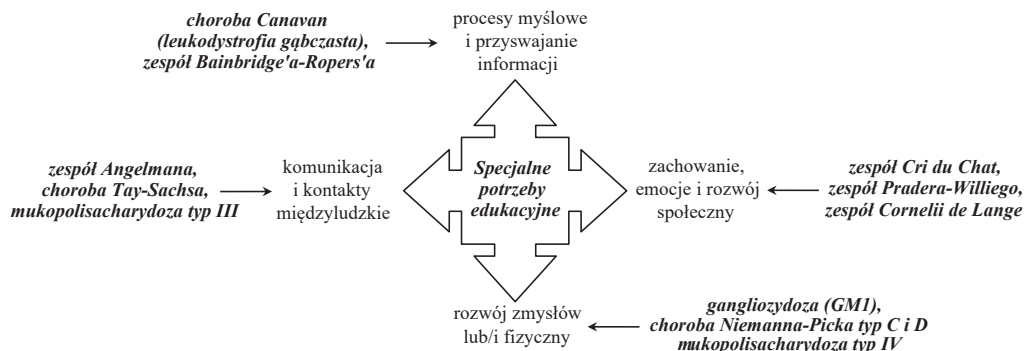 choroba Canavan
(leukodystrofia gąbczasta),
zespół Bainbridge'a-Ropers'a
procesy myślowe
i przyswajanie
informacji
zespół Angelmana,
choroba Tay-Sachsa,
mukopolisacharydoza typ III
komunikacja
i kontakty
międzyludzkie
Specjalne
potrzeby
edukacyjne
zachowanie,
emocje i rozwój
społeczny
zespół Cri du Chat,
zespół Pradera-Williego,
zespół Cornelii de Lange
rozwój zmysłów
lub/i fizyczny
gangliozydoza (GM1),
choroba Niemanna-Picka typ C i D
mukopolisacharydoza typ IV